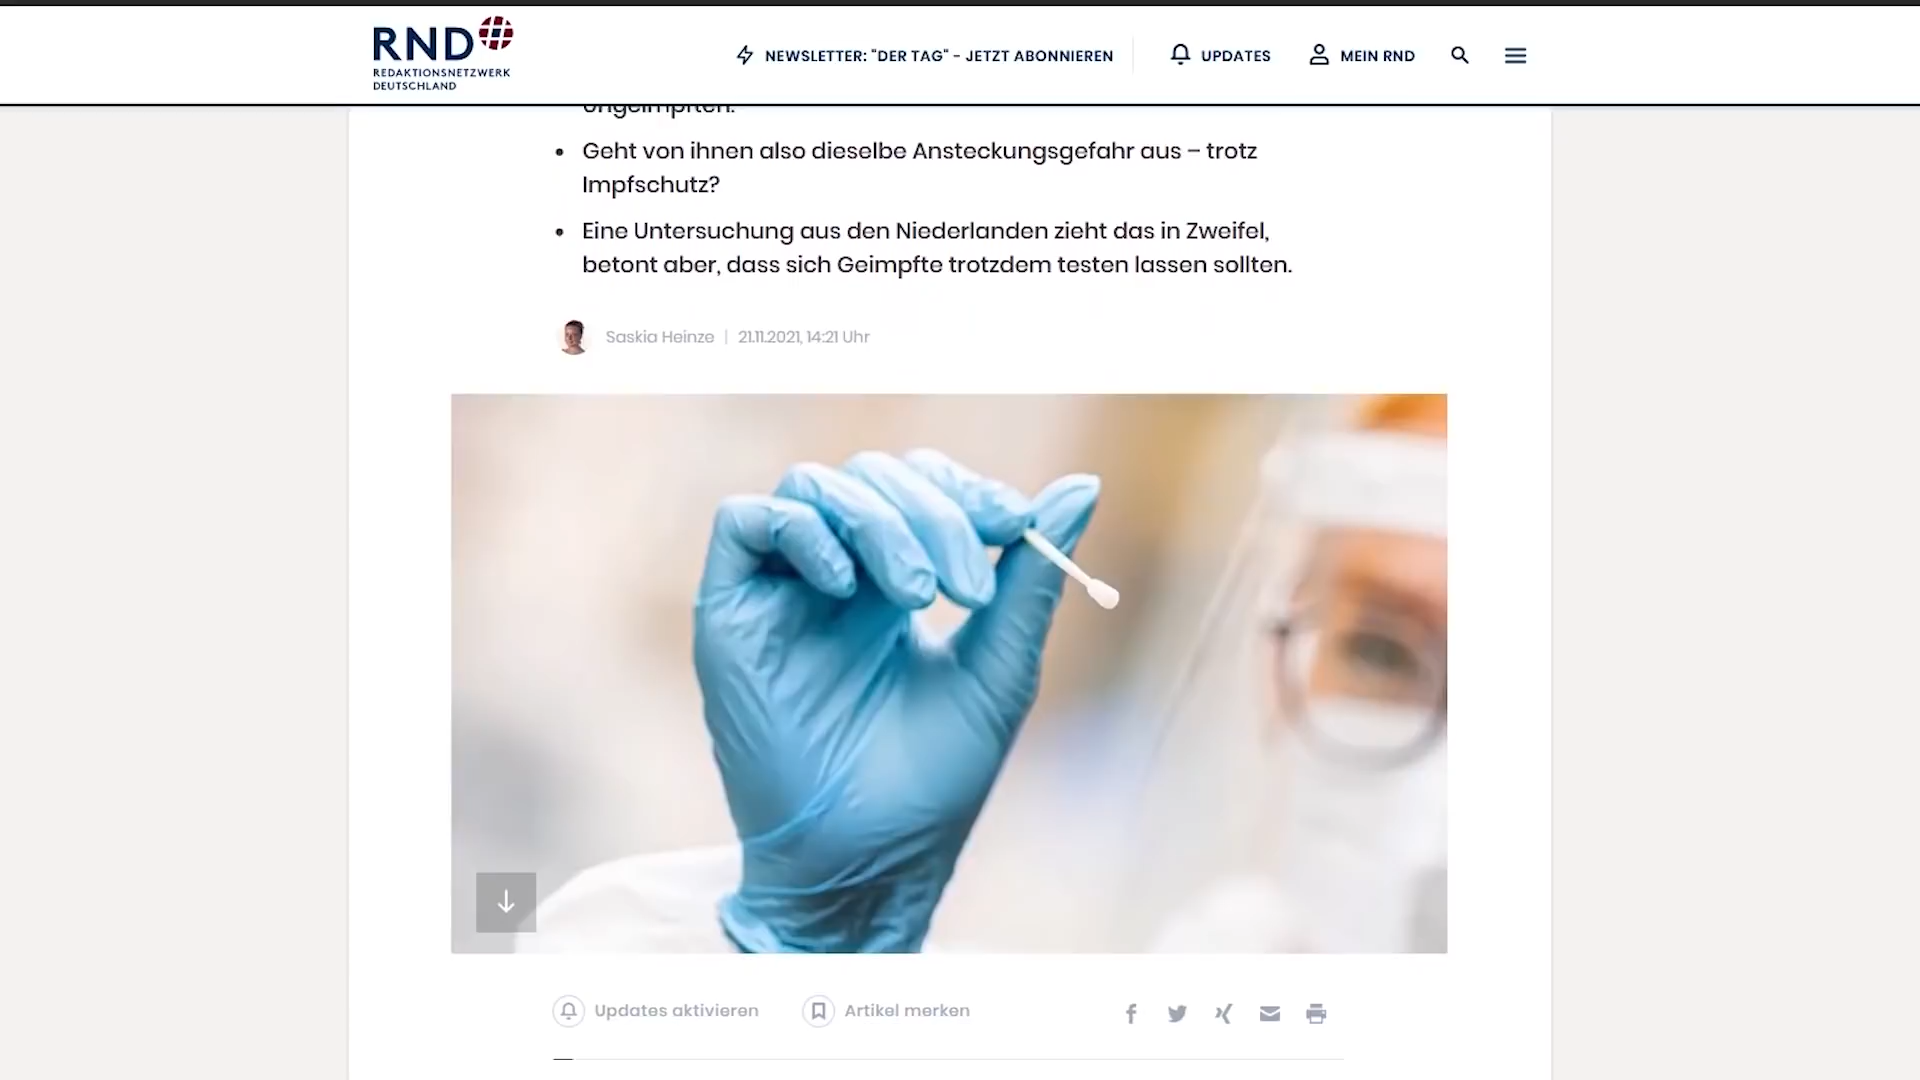 RND
REDAKTIONSNETZWERK
DEUTSCHLAND
NEWSLETTER: "DER TAG" - JETZT ABONNIEREN
UPDATES
MEIN RND
Ungeimpften.
Geht von ihnen also dieselbe Ansteckungsgefahr aus – trotz
Impfschutz?
Eine Untersuchung aus den Niederlanden zieht das in Zweifel,
betont aber, dass sich Geimpfte trotzdem testen lassen sollten.
Saskia Heinze | 21.11.2021, 14:21 Uhr
Updates aktivieren
Artikel merken